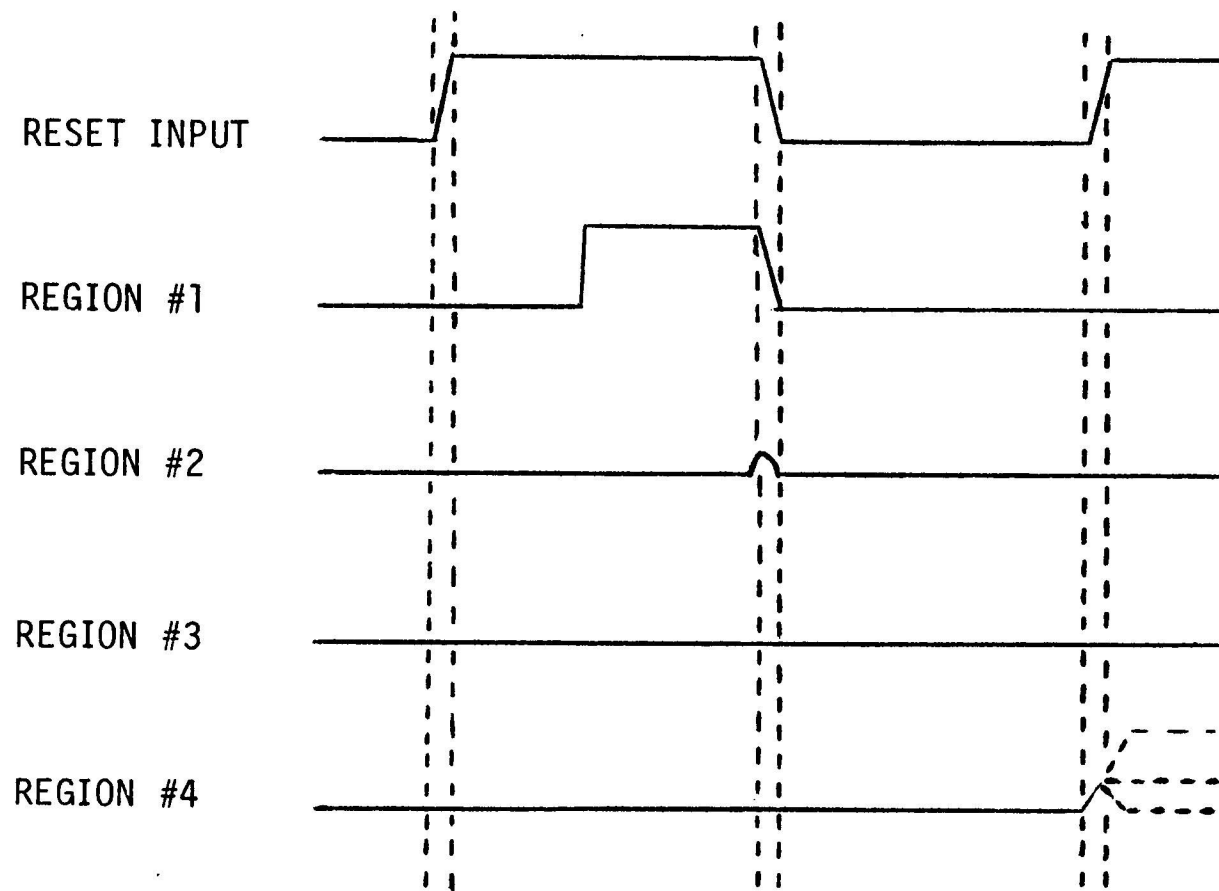 RESET INPUT
REGION #1
REGION #2
REGION #3
REGION #4